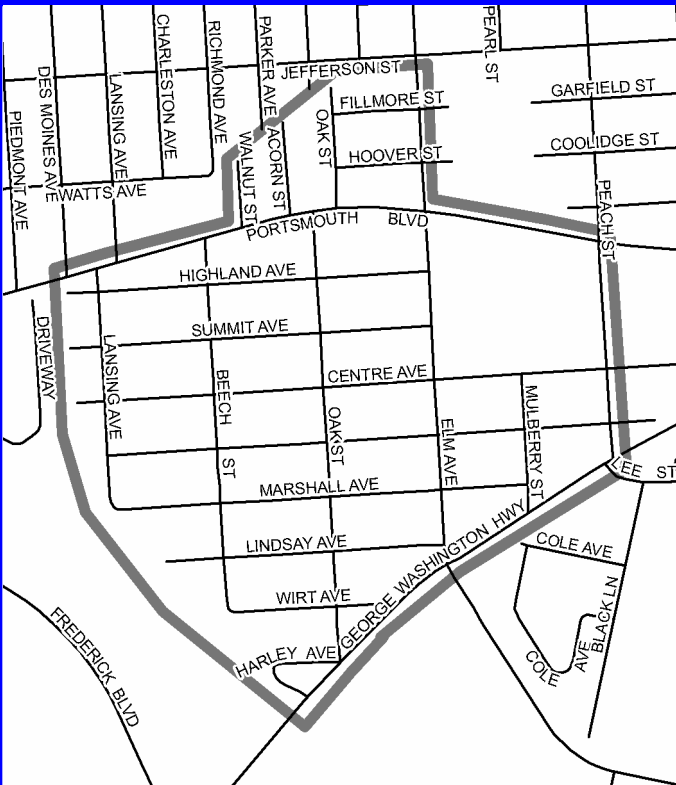 CHARLESTON AVE
RICHMOND AVE
PARKER AVE
PEARL ST
JEFFERSON ST
DES MOINES AVE
LANSING AVE
GARFIELD ST
FILLMORE ST
PIEDMONT AVE
OAK ST
WALNUT ST
ACORN ST
COOLIDGE ST
HOOVER ST
WATTS AVE
PEACH ST
PORTSMOUTH BLVD
HIGHLAND AVE
DRIVEWAY
SUMMIT AVE
LANSING AVE
CENTRE AVE
BEECH ST
OAK ST
ELM AVE
MULBERRY ST
LEE ST
MARSHALL AVE
GEORGE WASHINGTON HWY
LINDSAY AVE
COLE AVE
WIRT AVE
BLACK LN
COLE AVE
HARLEY AVE
FREDERICK BLVD